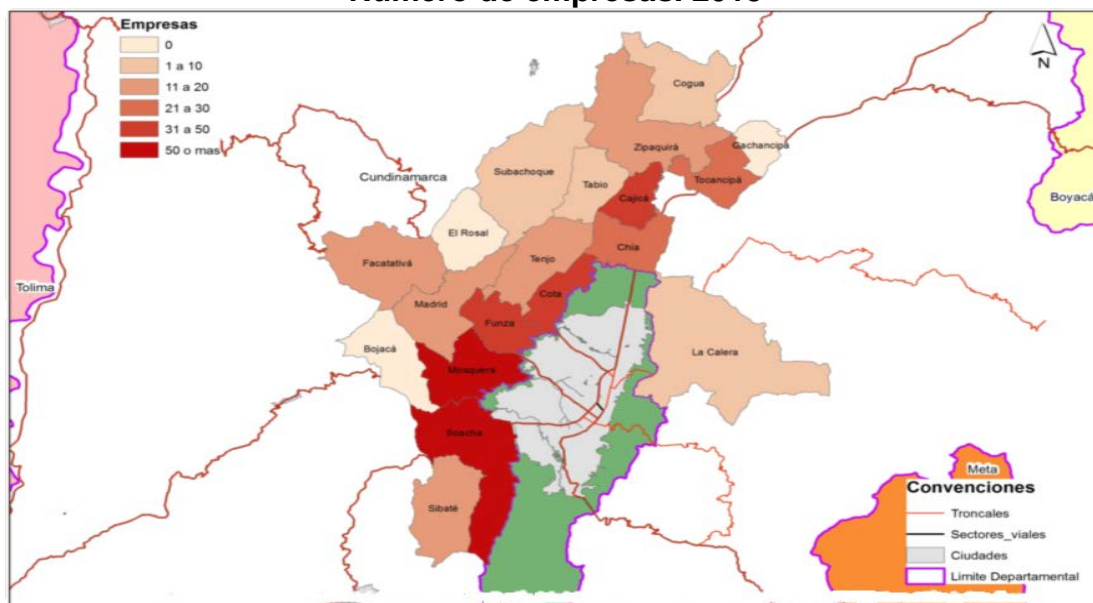 Empresas
0
1 a 10
11 a 20
21 a 30
31 a 50
50 o mas
N
Cogua
Zipaquirá
Gachancipá
Subachoque
Tabio
Cajicá
Tocancipá
Cundinamarca
El Rosal
Chía
Boyacá
Facatativá
Tenjo
Tolima
Madrid
Cota
Funza
Bojacá
Mosquera
La Calera
Soacha
Sibaté
Meta
Convenciones
Troncales
Sectores_viales
Ciudades
Limite Departamental